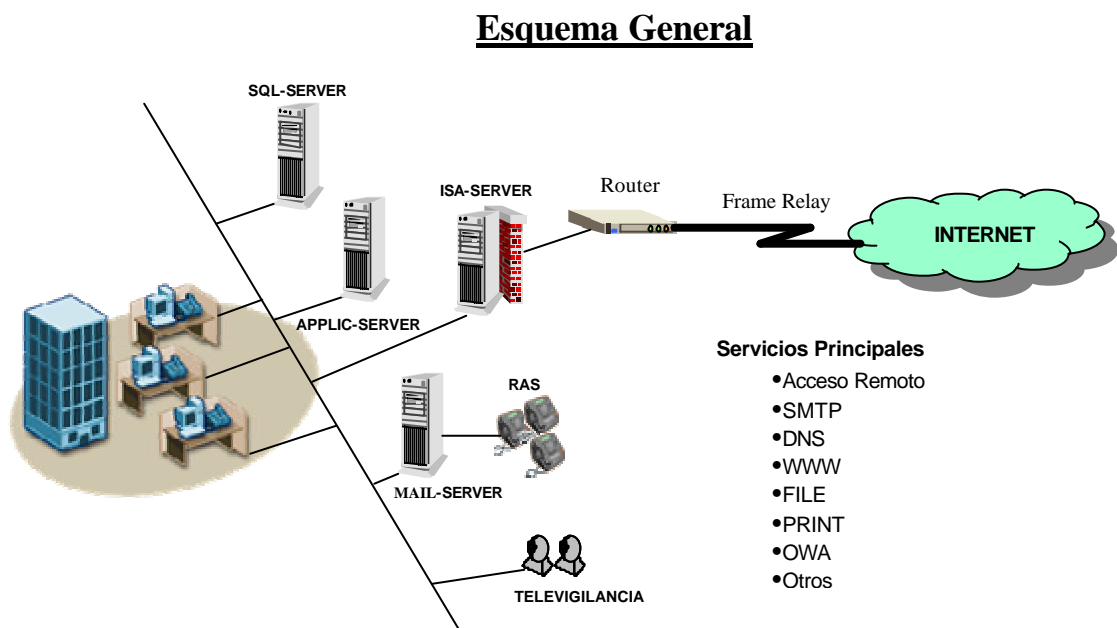 Esquema General
SQL-SERVER
ISA-SERVER
Router
Frame Relay
INTERNET
APPLIC-SERVER
Servicios Principales
•Acceso Remoto
•SMTP
•DNS
•WWW
•FILE
•PRINT
•OWA
•Otros
RAS
MAIL-SERVER
TELEVIGILANCIA